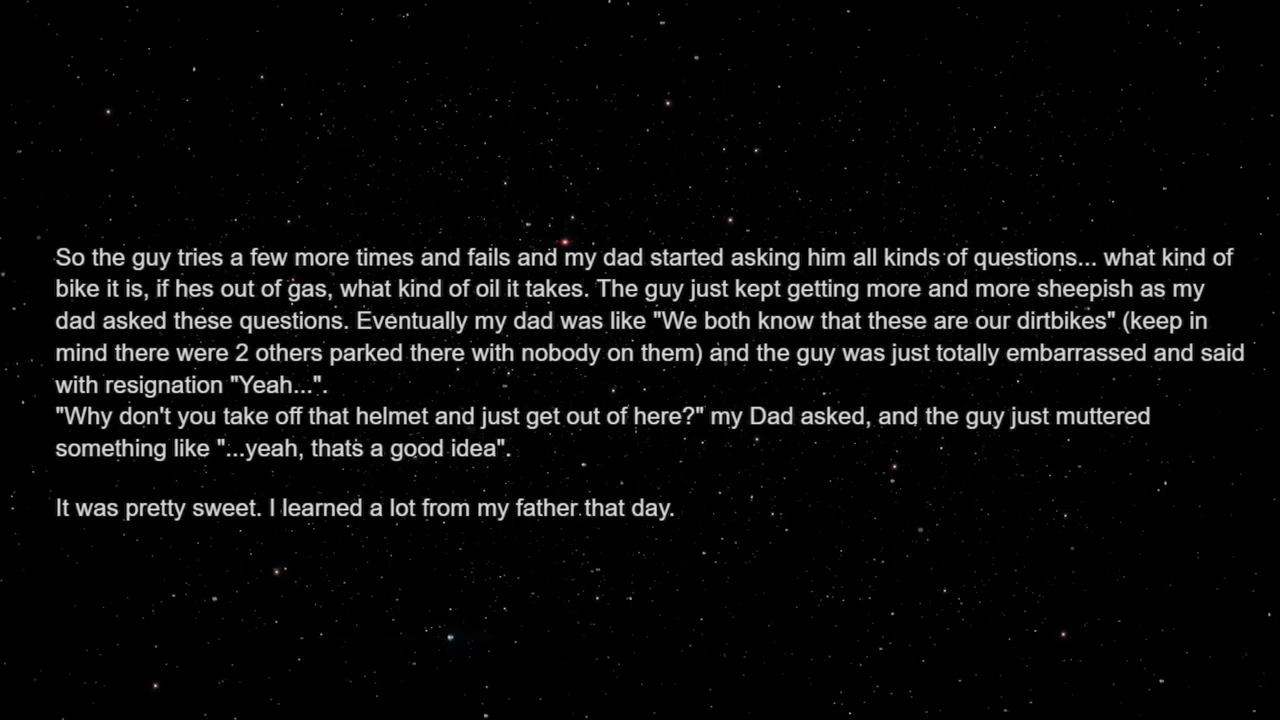 So the guy tries a few more times and fails and my dad started asking him all kinds of questions... what kind of
bike it is, if hes out of gas, what kind of oil it takes. The guy just kept getting more and more sheepish as my
dad asked these questions. Eventually my dad was like "We both know that these are our dirtbikes" (keep in
mind there were 2 others parked there with nobody on them) and the guy was just totally embarrassed and said
with resignation "Yeah...".
"Why don't you take off that helmet and just get out of here?" my Dad asked, and the guy just muttered
something like "...yeah, thats a good idea".
It was pretty sweet. I learned a lot from my father that day.